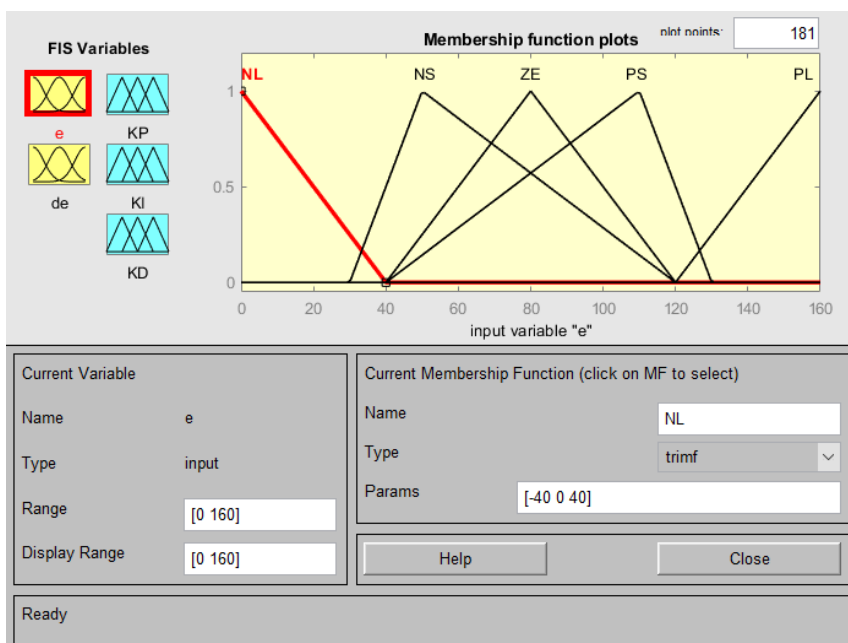 FIS Variables
Membership function plots
plot points:
181
e
KP
de
KI
KD
NL
NS
ZE
PS
PL
1
0.5
0
0
20
40
60
80
100
120
140
160
input variable "e"
Current Variable
Name
e
Type
input
Range
[0 160]
Display Range
[0 160]
Current Membership Function (click on MF to select)
Name
NL
Type
trimf
Params
[-40 0 40]
Help
Close
Ready